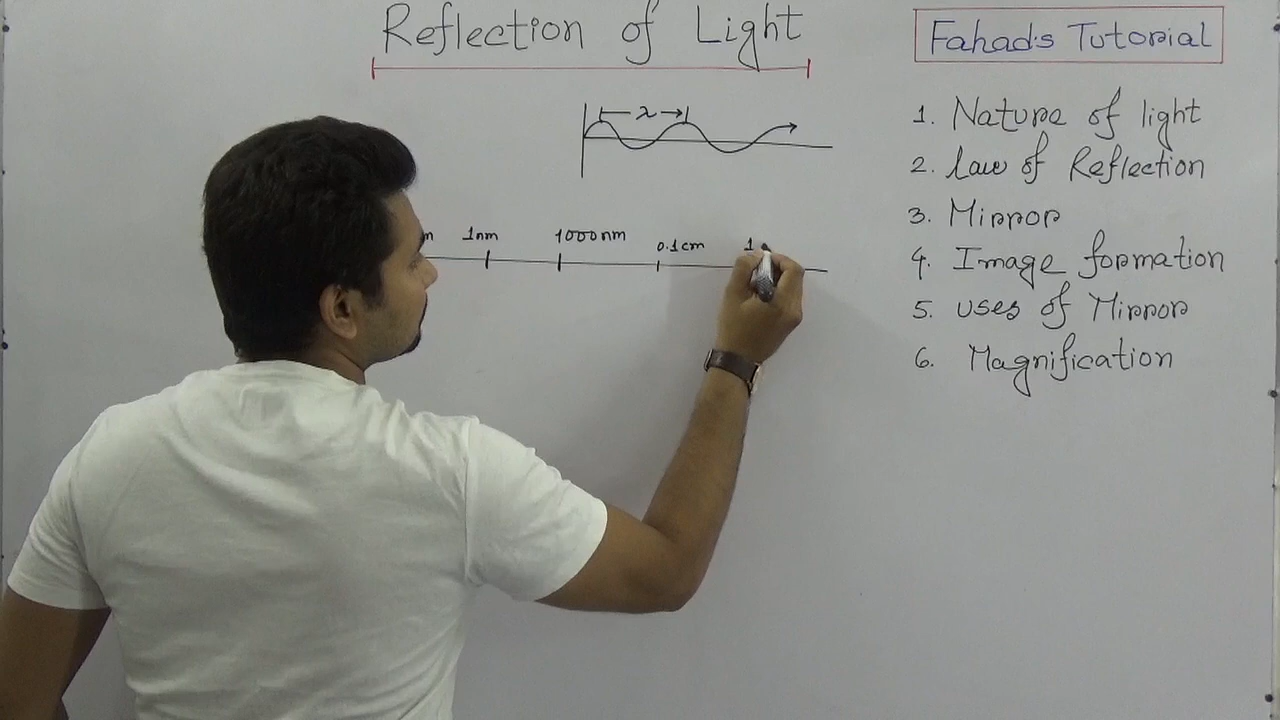 Reflection of Light
Fahad's Tutorial
λ
1nm 1000nm 0.1cm 1
1. Nature of light
2. Law of Reflection
3. Mirror
4. Image formation
5. uses of Mirror
6. Magnification